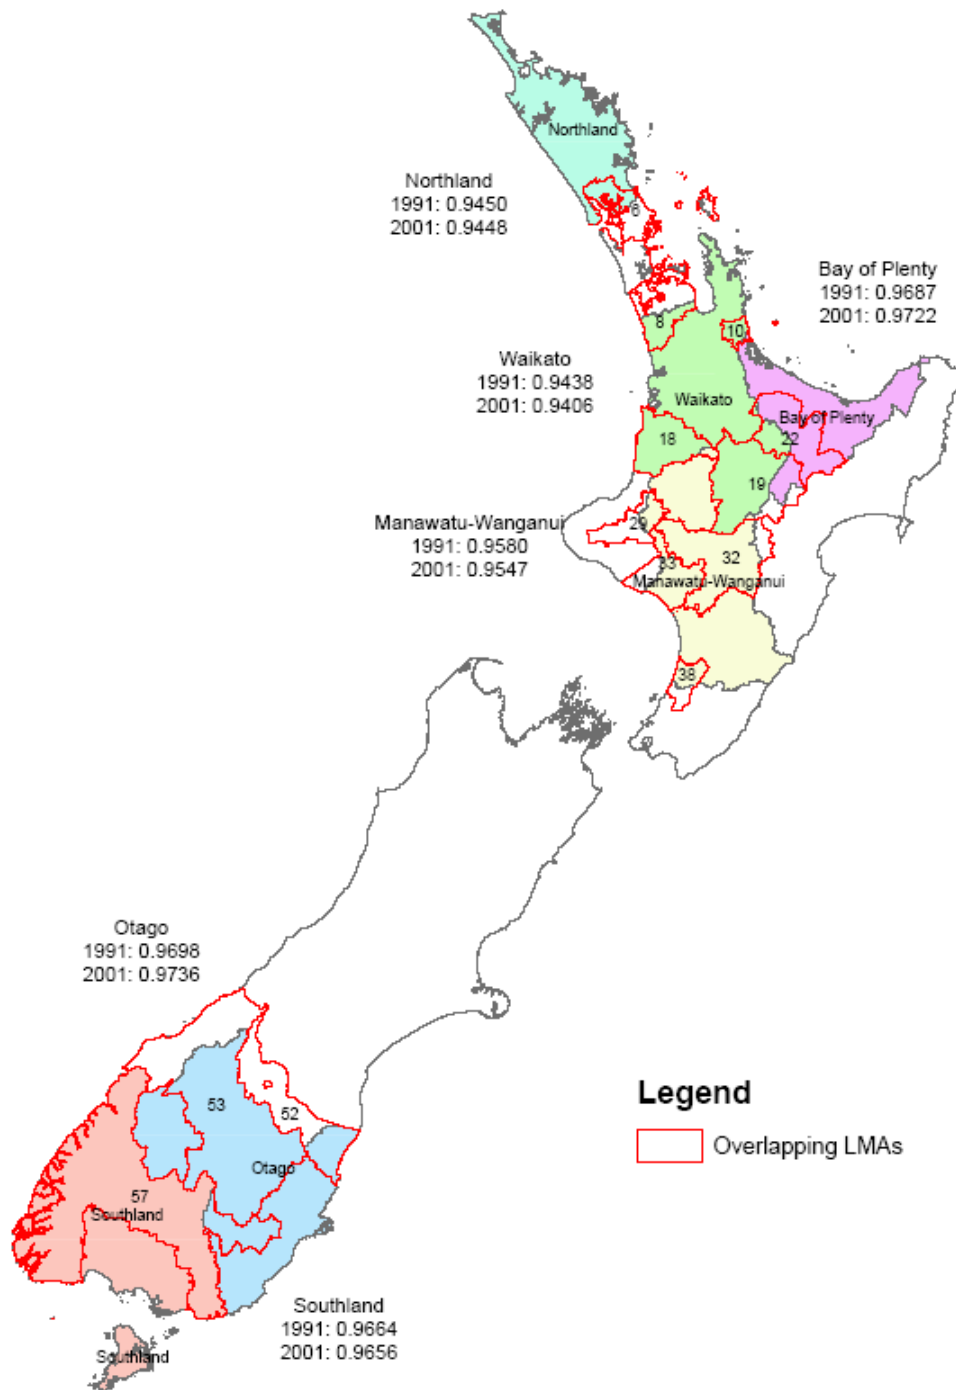 Northland
Northland
1991: 0.9450
2001: 0.9448
6
Bay of Plenty
1991: 0.9687
2001: 0.9722
8
10
Waikato
1991: 0.9438
2001: 0.9406
Waikato
Bay of Plenty
18
22
19
Manawatu-Wanganui
1991: 0.9580
2001: 0.9547
29
32
33
Manawatu-Wanganui
38
Otago
1991: 0.9698
2001: 0.9736
53
52
Legend
Overlapping LMAs
Otago
57
Southland
Southland
1991: 0.9664
2001: 0.9656
Southland